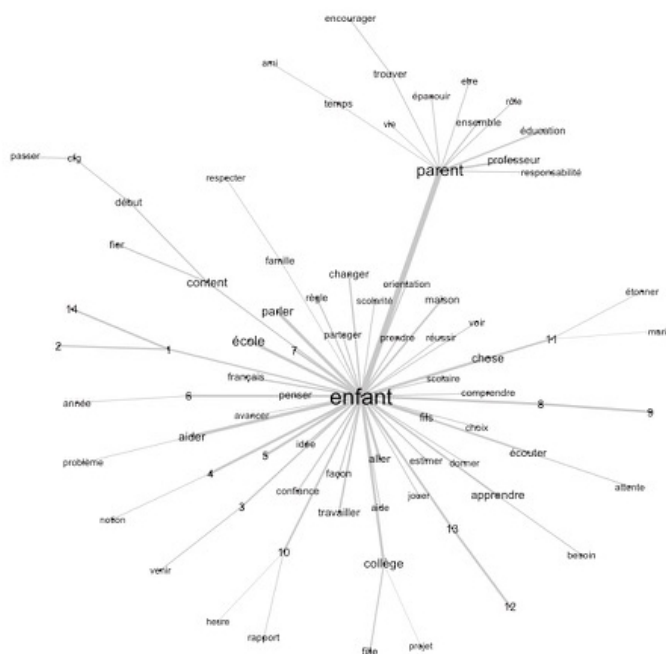 encourager
ami
trouver
etre
temps
épanouir
rôle
vie
ensemble
éducation
passer
clg
professeur
parent
responsabilité
respecter
début
fier
famille
changer
orientation
content
étonner
règle
scolarité
maison
14
parler
mari
partager
prendre
réussir
voir
11
2
1
école
7
chose
français
scolaire
6
penser
enfant
comprendre
année
8
9
avancer
fils
choix
aider
idée
écouter
problème
5
aller
estimer
donner
4
façon
attente
confiance
jouer
apprendre
notion
3
travailler
aide
13
10
besoin
venir
collège
12
heure
rapport
projet
fille